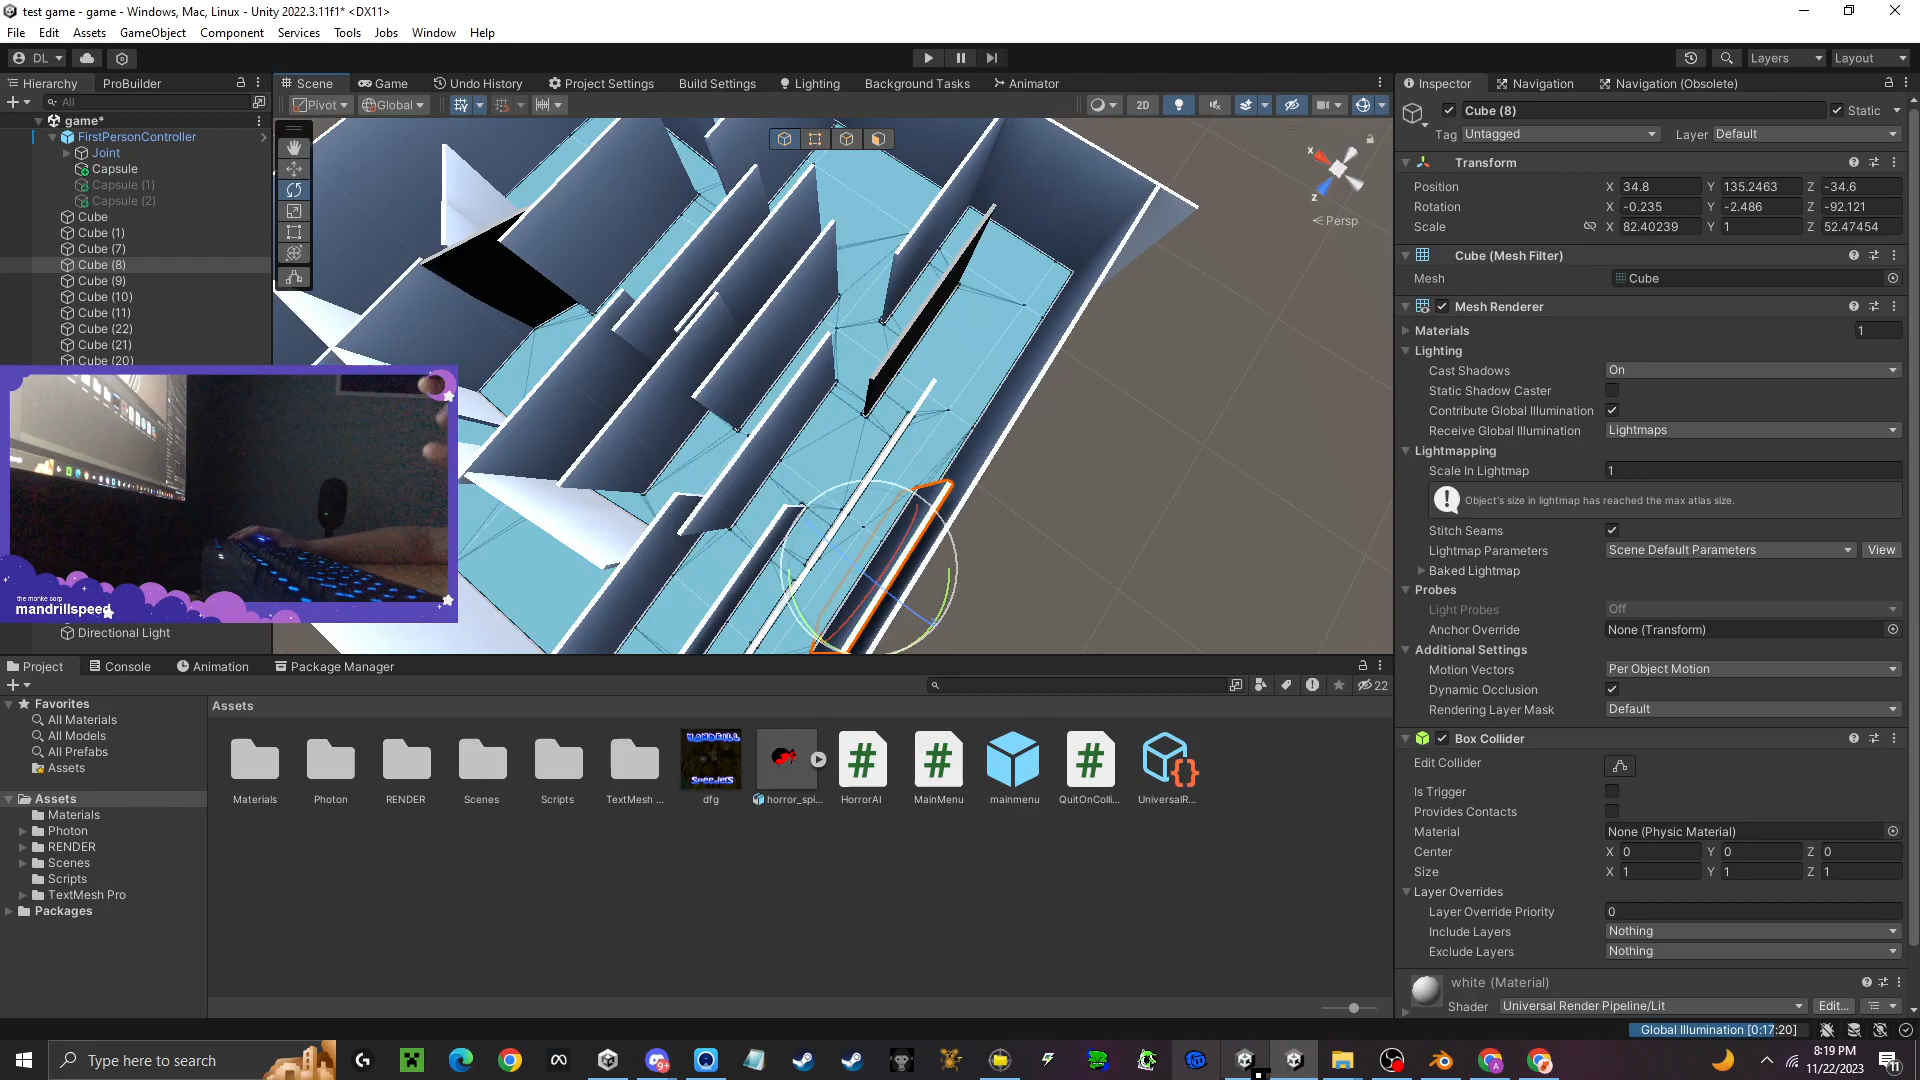 test game - game - Windows, Mac, Linux - Unity 2022.3.11f1* <DX11>
File Edit Assets GameObject Component Services Tools Jobs Window Help
DL
Layers
Layout
Hierarchy
ProBuilder
Scene
Game
Undo History
Project Settings
Build Settings
Lighting
Background Tasks
Animator
Inspector
Navigation
Navigation (Obsolete)
All
Pivot
Global
2D
game*
FirstPersonController
Joint
Capsule
Capsule (1)
Capsule (2)
Cube
Cube (1)
Cube (7)
Cube (8)
Cube (9)
Cube (10)
Cube (11)
Cube (22)
Cube (21)
Cube (20)
the monke corp
mandrillspeed
Directional Light
x
z
Persp
Cube (8)
Static
Tag Untagged
Layer Default
Transform
Position X 34.8 Y 135.2463 Z -34.6
Rotation X -0.235 Y -2.486 Z -92.121
Scale X 82.40239 Y 1 Z 52.47454
Cube (Mesh Filter)
Mesh Cube
Mesh Renderer
Materials 1
Lighting
Cast Shadows On
Static Shadow Caster
Contribute Global Illumination
Receive Global Illumination Lightmaps
Lightmapping
Scale In Lightmap 1
Object's size in lightmap has reached the max atlas size.
Stitch Seams
Lightmap Parameters Scene Default Parameters View
Baked Lightmap
Probes
Light Probes Off
Anchor Override None (Transform)
Additional Settings
Motion Vectors Per Object Motion
Dynamic Occlusion
Rendering Layer Mask Default
Box Collider
Edit Collider
Is Trigger
Provides Contacts
Material None (Physic Material)
Center X 0 Y 0 Z 0
Size X 1 Y 1 Z 1
Layer Overrides
Layer Override Priority 0
Include Layers Nothing
Exclude Layers Nothing
white (Material)
Shader Universal Render Pipeline/Lit Edit...
Project
Console
Animation
Package Manager
22
Favorites
All Materials
All Models
All Prefabs
Assets
Assets
Materials
Photon
RENDER
Scenes
Scripts
TextMesh Pro
Packages
Assets
MANDRILL
SPEEJERS
Materials
Photon
RENDER
Scenes
Scripts
TextMesh ...
dfg
horror_spi...
HorrorAI
MainMenu
mainmenu
QuitOnColli...
UniversalR...
Global Illumination [0:17:20]
Type here to search
9+
8:19 PM
11/22/2023
11